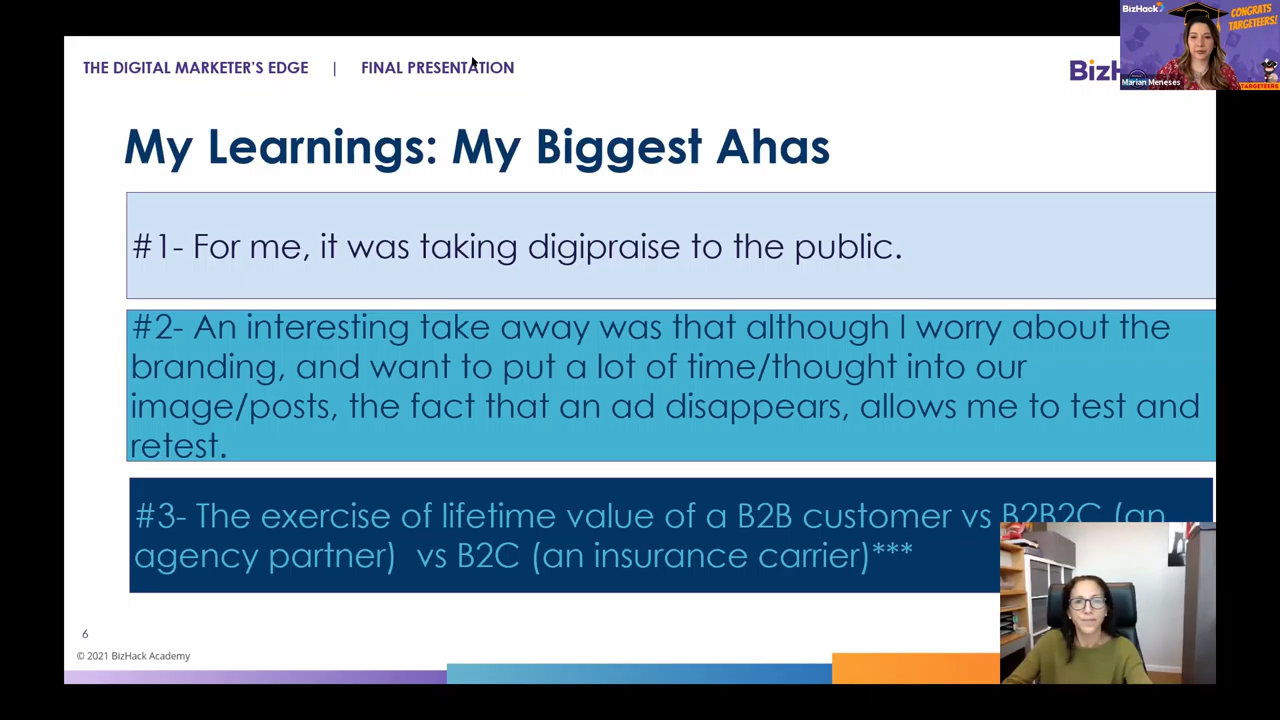 BizHack
CONGRATS
TARGETEERS!
Marian Meneses
TARGETEERS
THE DIGITAL MARKETER'S EDGE | FINAL PRESENTATION
My Learnings: My Biggest Ahas
#1- For me, it was taking digipraise to the public.
#2- An interesting take away was that although I worry about the
branding, and want to put a lot of time/thought into our
image/posts, the fact that an ad disappears, allows me to test and
retest.
#3- The exercise of lifetime value of a B2B customer vs B2B2C (an
agency partner) vs B2C (an insurance carrier)***
6
© 2021 BizHack Academy